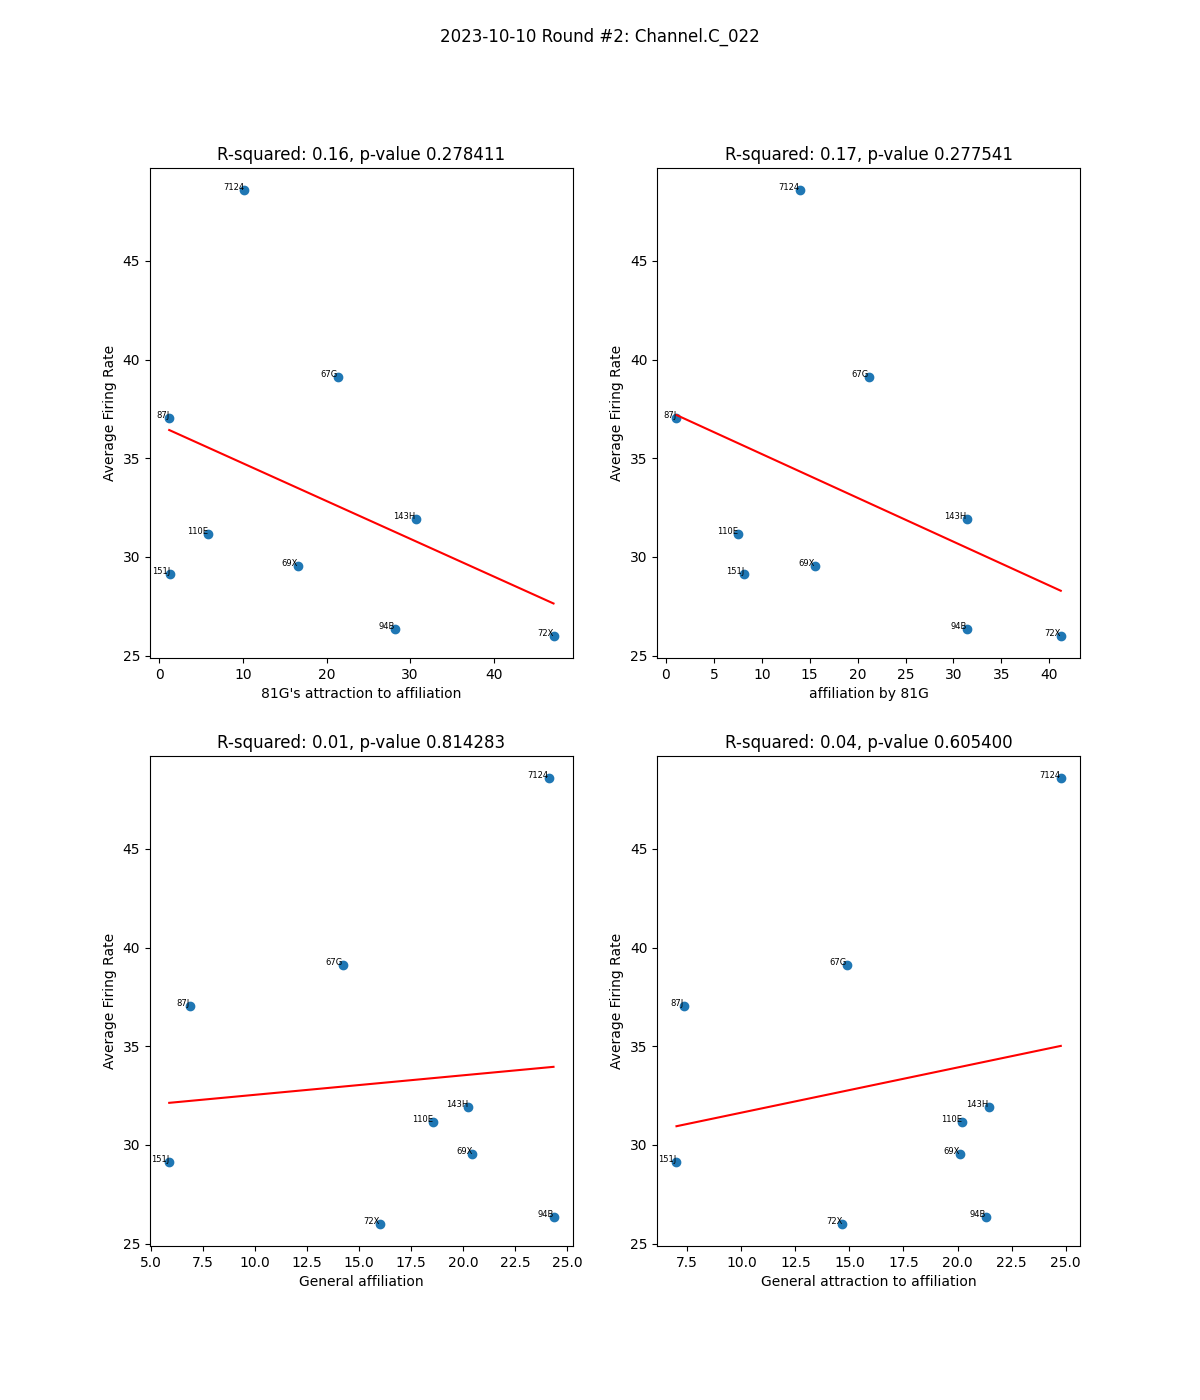 2023-10-10 Round #2: Channel.C_022
R-squared: 0.16, p-value 0.278411
Average Firing Rate
45
40
35
30
25
7124
67G
87J
143H
110E
69X
151J
94B
72X
0 10 20 30 40
81G's attraction to affiliation
R-squared: 0.17, p-value 0.277541
Average Firing Rate
45
40
35
30
25
7124
67G
87J
143H
110E
69X
151J
94B
72X
0 5 10 15 20 25 30 35 40
affiliation by 81G
R-squared: 0.01, p-value 0.814283
Average Firing Rate
45
40
35
30
25
7124
67G
87J
143H
110E
69X
151J
94B
72X
5.0 7.5 10.0 12.5 15.0 17.5 20.0 22.5 25.0
General affiliation
R-squared: 0.04, p-value 0.605400
Average Firing Rate
45
40
35
30
25
7124
67G
87J
143H
110E
69X
151J
94B
72X
7.5 10.0 12.5 15.0 17.5 20.0 22.5 25.0
General attraction to affiliation